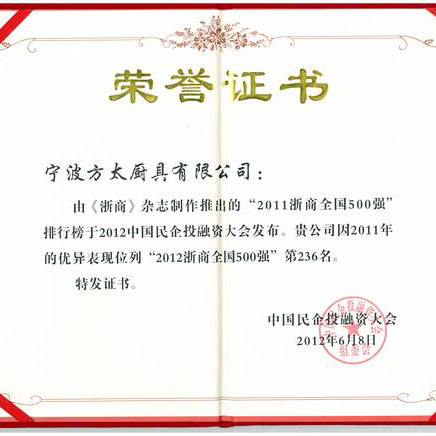 荣誉证书
宁波方太厨具有限公司：
由《浙商》杂志制作推出的“2011浙商全国500强”
排行榜于2012中国民企投融资大会发布。贵公司因2011年
的优异表现位列“2012浙商全国500强”第236名。
特发证书。
中国民企投融资大会
2012年6月8日